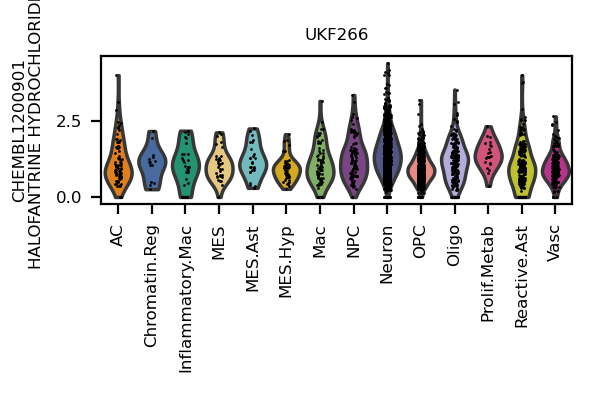 UKF266
CHEMBL1200901
HALOFANTRINE HYDROCHLORIDE
2.5
0.0
AC
Chromatin.Reg
Inflammatory.Mac
MES
MES.Ast
MES.Hyp
Mac
NPC
Neuron
OPC
Oligo
Prolif.Metab
Reactive.Ast
Vasc